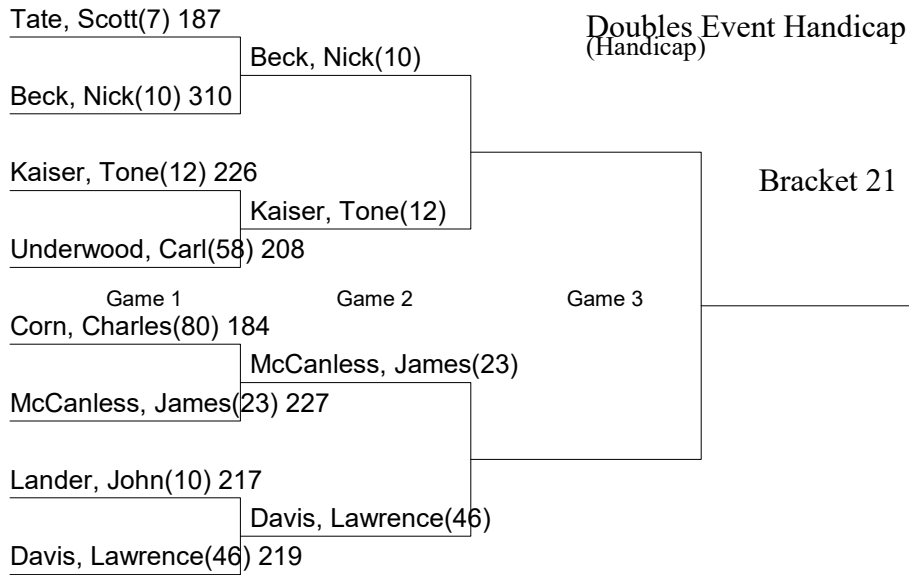 Tate, Scott(7) 187
Doubles Event Handicap
(Handicap)
Beck, Nick(10)
Beck, Nick(10) 310
Kaiser, Tone(12) 226
Bracket 21
Kaiser, Tone(12)
Underwood, Carl(58) 208
Game 1 Game 2 Game 3
Corn, Charles(80) 184
McCanless, James(23)
McCanless, James(23) 227
Lander, John(10) 217
Davis, Lawrence(46)
Davis, Lawrence(46) 219